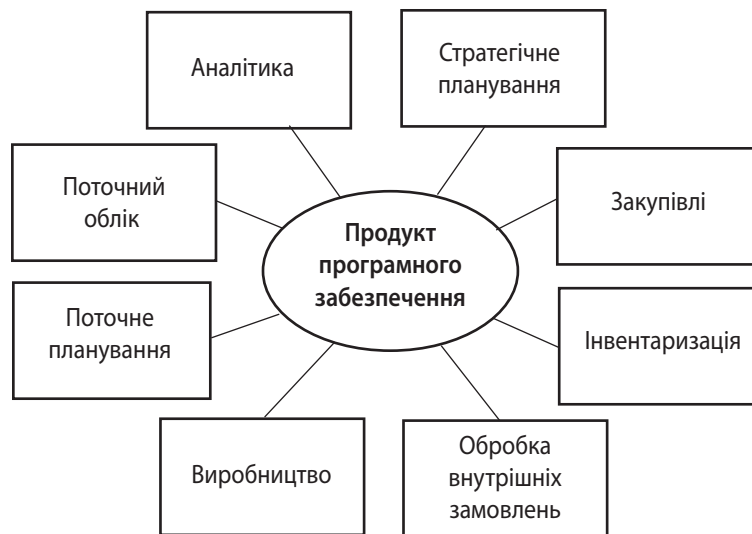 Аналітика
Стратегічне
планування
Поточний
облік
Закупівлі
Продукт
програмного
забезпечення
Поточне
планування
Інвентаризація
Виробництво
Обробка
внутрішніх
замовлень